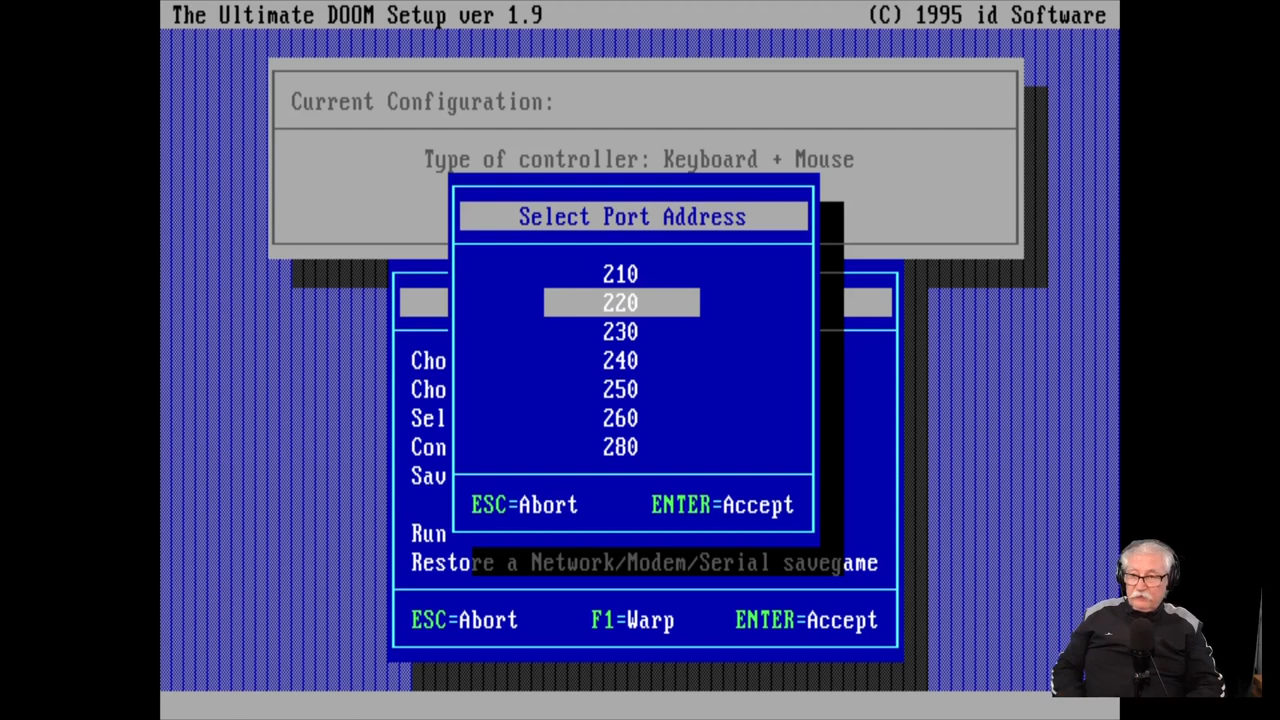 The Ultimate DOOM Setup ver 1.9 (C) 1995 id Software
Current Configuration:
Type of controller: Keyboard + Mouse
Select Port Address
210
220
230
240
250
260
280
ESC=Abort ENTER=Accept
Cho
Cho
Sel
Con
Sav
Run
Restore a Network/Modem/Serial savegame
ESC=Abort F1=Warp ENTER=Accept